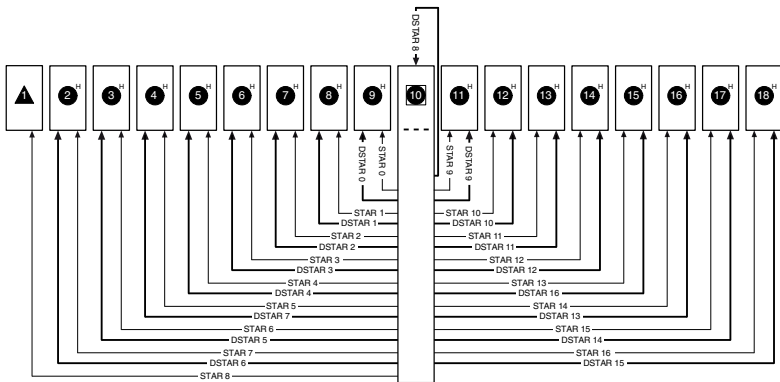 DSTAR 8
1
2 H
3 H
4 H
5 H
6 H
7 H
8 H
9 H
10
11 H
12 H
13 H
14 H
15 H
16 H
17 H
18 H
DSTAR 0
STAR 0
STAR 9
DSTAR 9
STAR 1
STAR 10
DSTAR 1
DSTAR 10
STAR 2
STAR 11
DSTAR 2
DSTAR 11
STAR 3
STAR 12
DSTAR 3
DSTAR 12
STAR 4
STAR 13
DSTAR 4
DSTAR 16
STAR 5
STAR 14
DSTAR 7
DSTAR 13
STAR 6
STAR 15
DSTAR 5
DSTAR 14
STAR 7
STAR 16
DSTAR 6
DSTAR 15
STAR 8